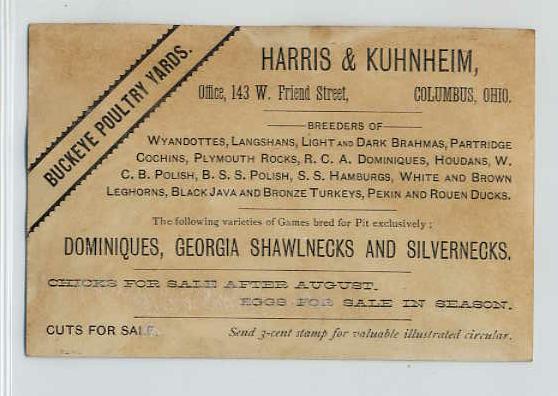 BUCKEYE POULTRY YARDS.
HARRIS & KUHNHEIM,
Office, 143 W. Friend Street, COLUMBUS, OHIO.
BREEDERS OF
WYANDOTTES, LANGSHANS, LIGHT AND DARK BRAHMAS, PARTRIDGE
COCHINS, PLYMOUTH ROCKS, R. C. A. DOMINIQUES, HOUDANS, W.
C. B. POLISH, B. S. S. POLISH, S. S. HAMBURGS, WHITE AND BROWN
LEGHORNS, BLACK JAVA AND BRONZE TURKEYS, PEKIN AND ROUEN DUCKS.
The following varieties of Games bred for Pit exclusively;
DOMINIQUES, GEORGIA SHAWLNECKS AND SILVERNECKS.
CHICKS FOR SALE AFTER AUGUST.
EGGS FOR SALE IN SEASON.
CUTS FOR SALE. Send 3-cent stamp for valuable illustrated circular.